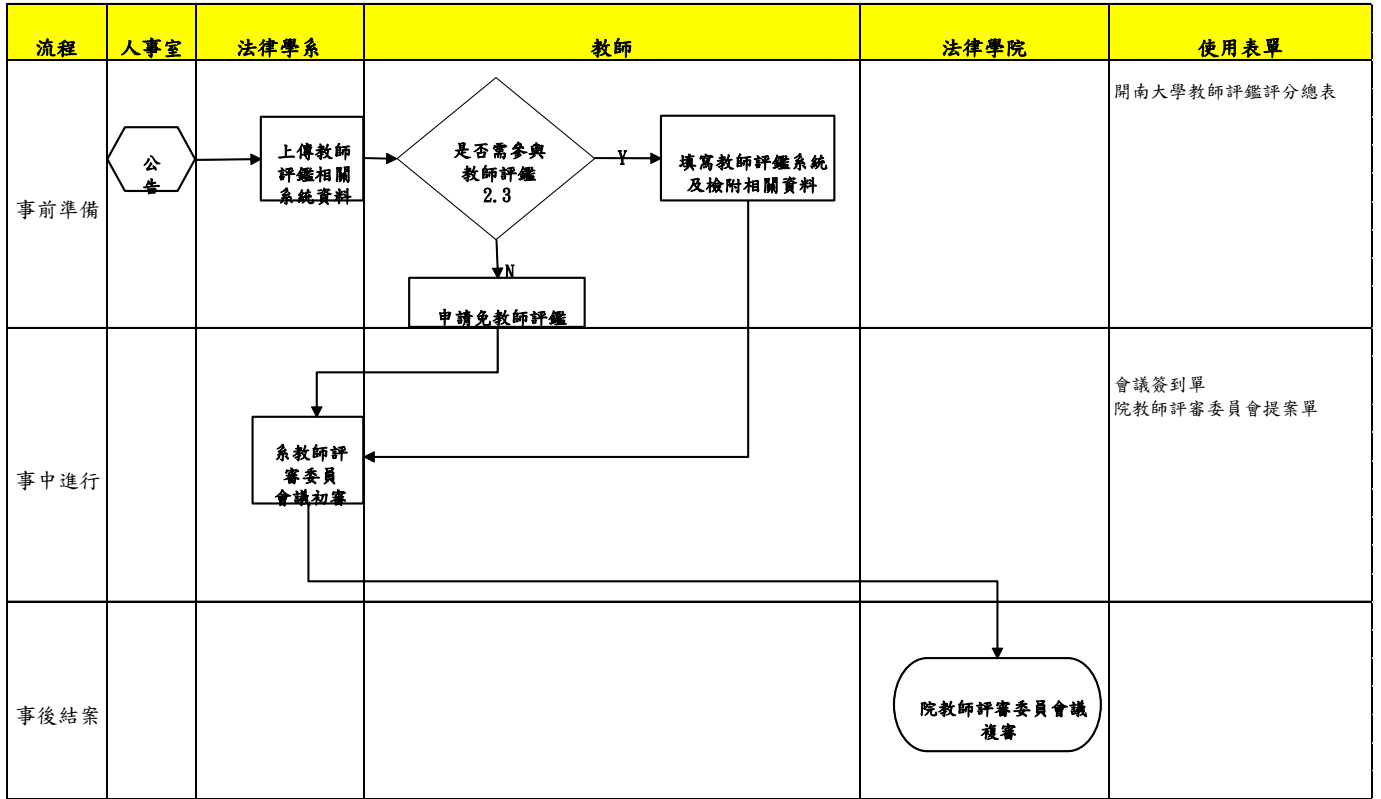 流程
人事室
法律學系
教師
法律學院
使用表單
事前準備
公
告
上傳教師
評鑑相關
系統資料
是否需參與
教師評鑑
2.3
Y
填寫教師評鑑系統
及檢附相關資料
開南大學教師評鑑評分總表
N
申請免教師評鑑
事中進行
系教師評
審委員
會議初審
會議簽到單
院教師評審委員會提案單
事後結案
院教師評審委員會議
複審